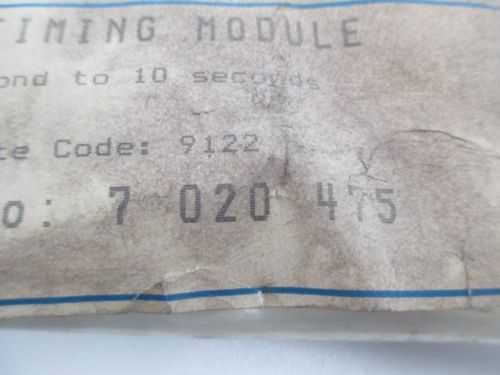 TIMING MODULE
ond to 10 seconds
te Code: 9122
o: 7 020 475